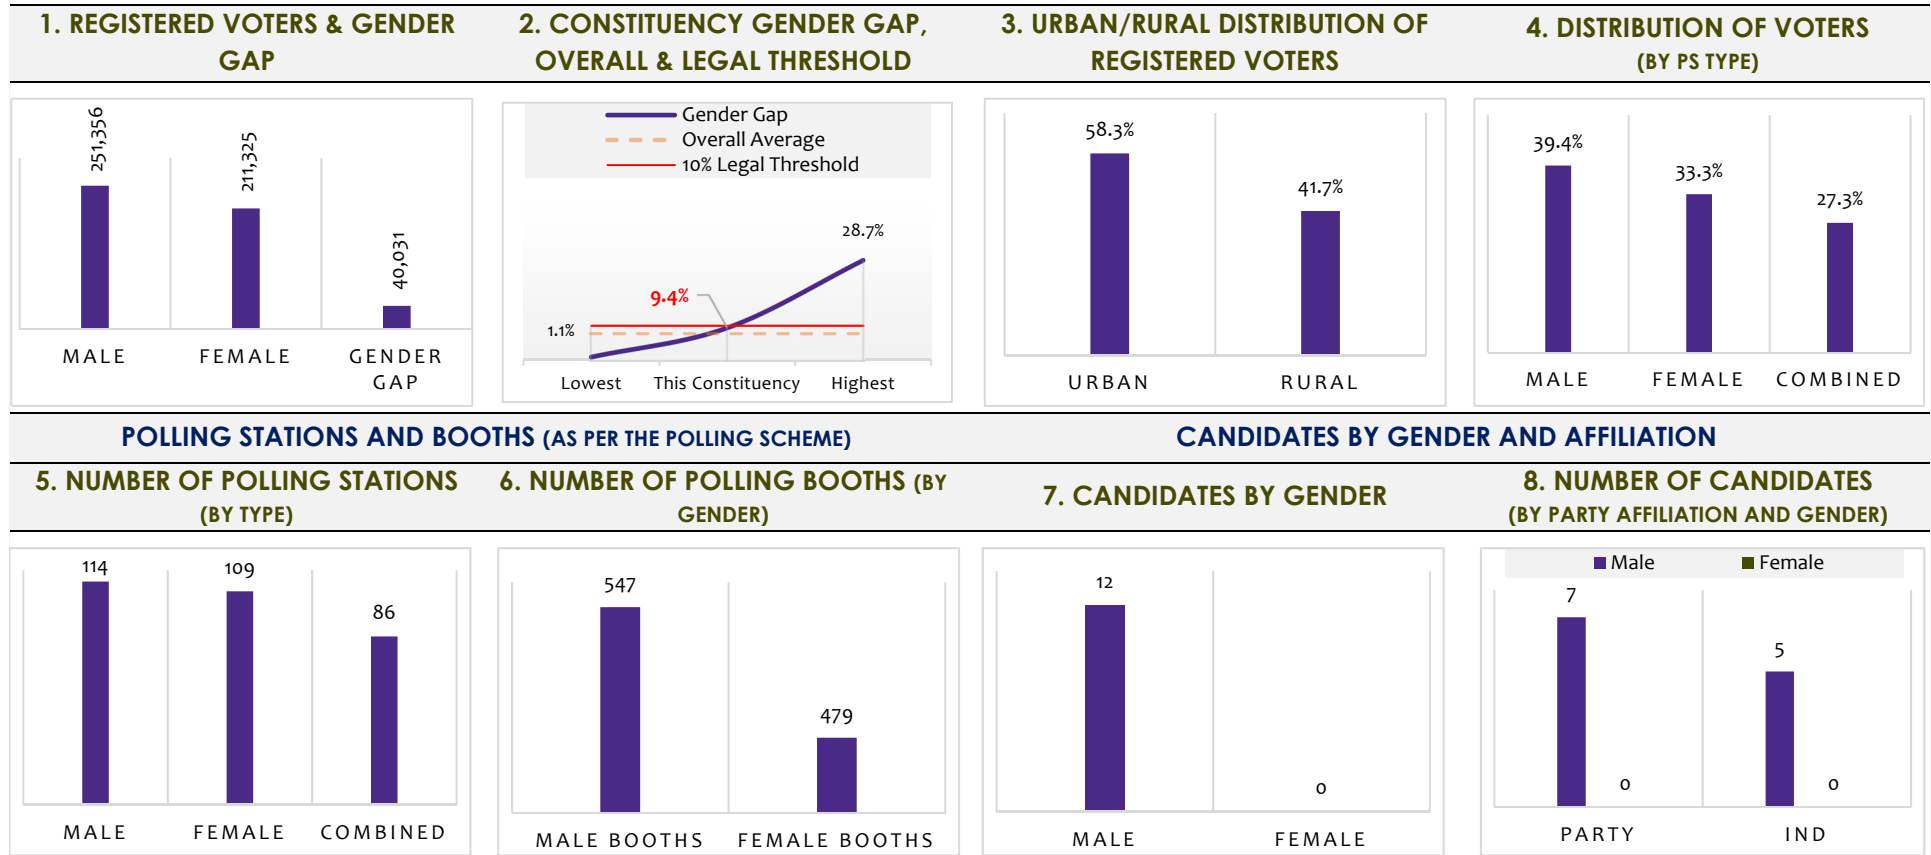 1. REGISTERED VOTERS & GENDER
GAP
2. CONSTITUENCY GENDER GAP,
OVERALL & LEGAL THRESHOLD
3. URBAN/RURAL DISTRIBUTION OF
REGISTERED VOTERS
4. DISTRIBUTION OF VOTERS
(BY PS TYPE)
251,356
211,325
40,031
MALE
FEMALE
GENDER
GAP
Gender Gap
Overall Average
10% Legal Threshold
28.7%
9.4%
1.1%
Lowest
This Constituency
Highest
58.3%
41.7%
URBAN
RURAL
39.4%
33.3%
27.3%
MALE
FEMALE
COMBINED
POLLING STATIONS AND BOOTHS (AS PER THE POLLING SCHEME)
CANDIDATES BY GENDER AND AFFILIATION
5. NUMBER OF POLLING STATIONS
(BY TYPE)
6. NUMBER OF POLLING BOOTHS (BY
GENDER)
7. CANDIDATES BY GENDER
8. NUMBER OF CANDIDATES
(BY PARTY AFFILIATION AND GENDER)
114
109
86
MALE
FEMALE
COMBINED
547
479
MALE BOOTHS
FEMALE BOOTHS
12
0
MALE
FEMALE
Male
Female
7
0
5
0
PARTY
IND